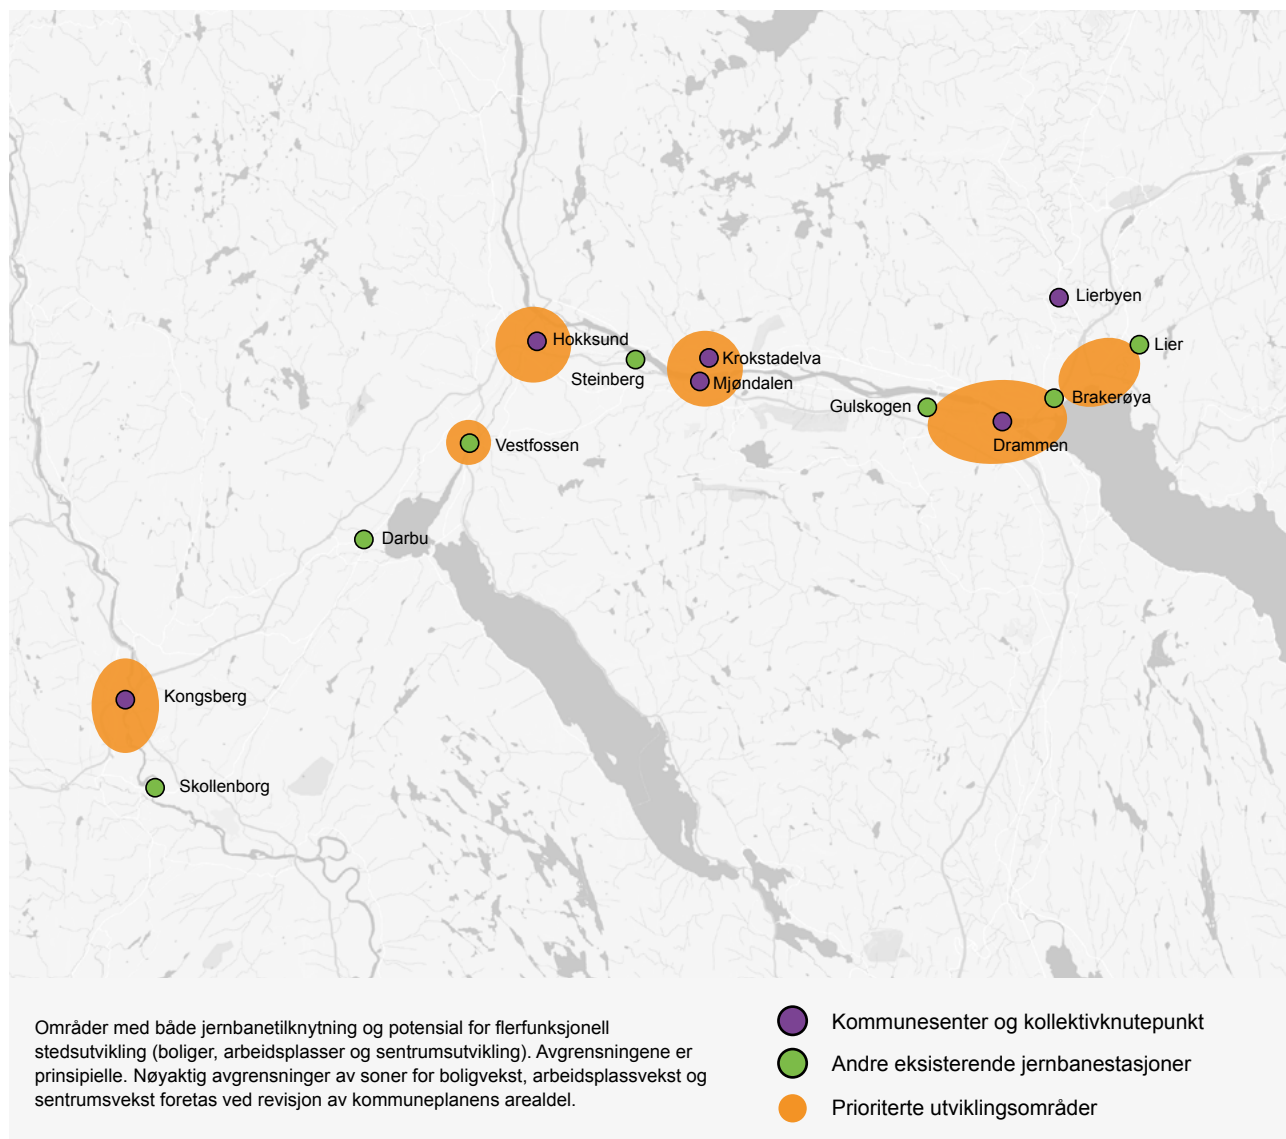 Lierbyen
Hokksund
Lier
Krokstadelva
Steinberg
Mjøndalen
Brakerøya
Gulskogen
Drammen
Vestfossen
Darbu
Kongsberg
Skollenborg
Områder med både jernbanetilknytning og potensial for flerfunksjonell
stedsutvikling (boliger, arbeidsplasser og sentrumsutvikling). Avgrensningene er
prinsipielle. Nøyaktig avgrensninger av soner for boligvekst, arbeidsplassvekst og
sentrumsvekst foretas ved revisjon av kommuneplanens arealdel.
Kommunesenter og kollektivknutepunkt
Andre eksisterende jernbanestasjoner
Prioriterte utviklingsområder